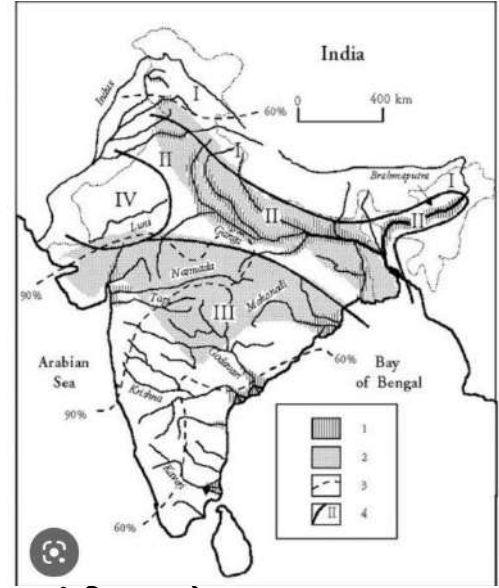 India
0 400 km
Indus
I
60%
II
I
Brahmaputra
I
II
II
IV
Luni
Ganga
90%
Narmada
Tapi
Mahanadi
III
Godavari
60%
Arabian
Sea
Bay
of Bengal
Krishna
90%
Kaveri
60%
1
2
3
II 4